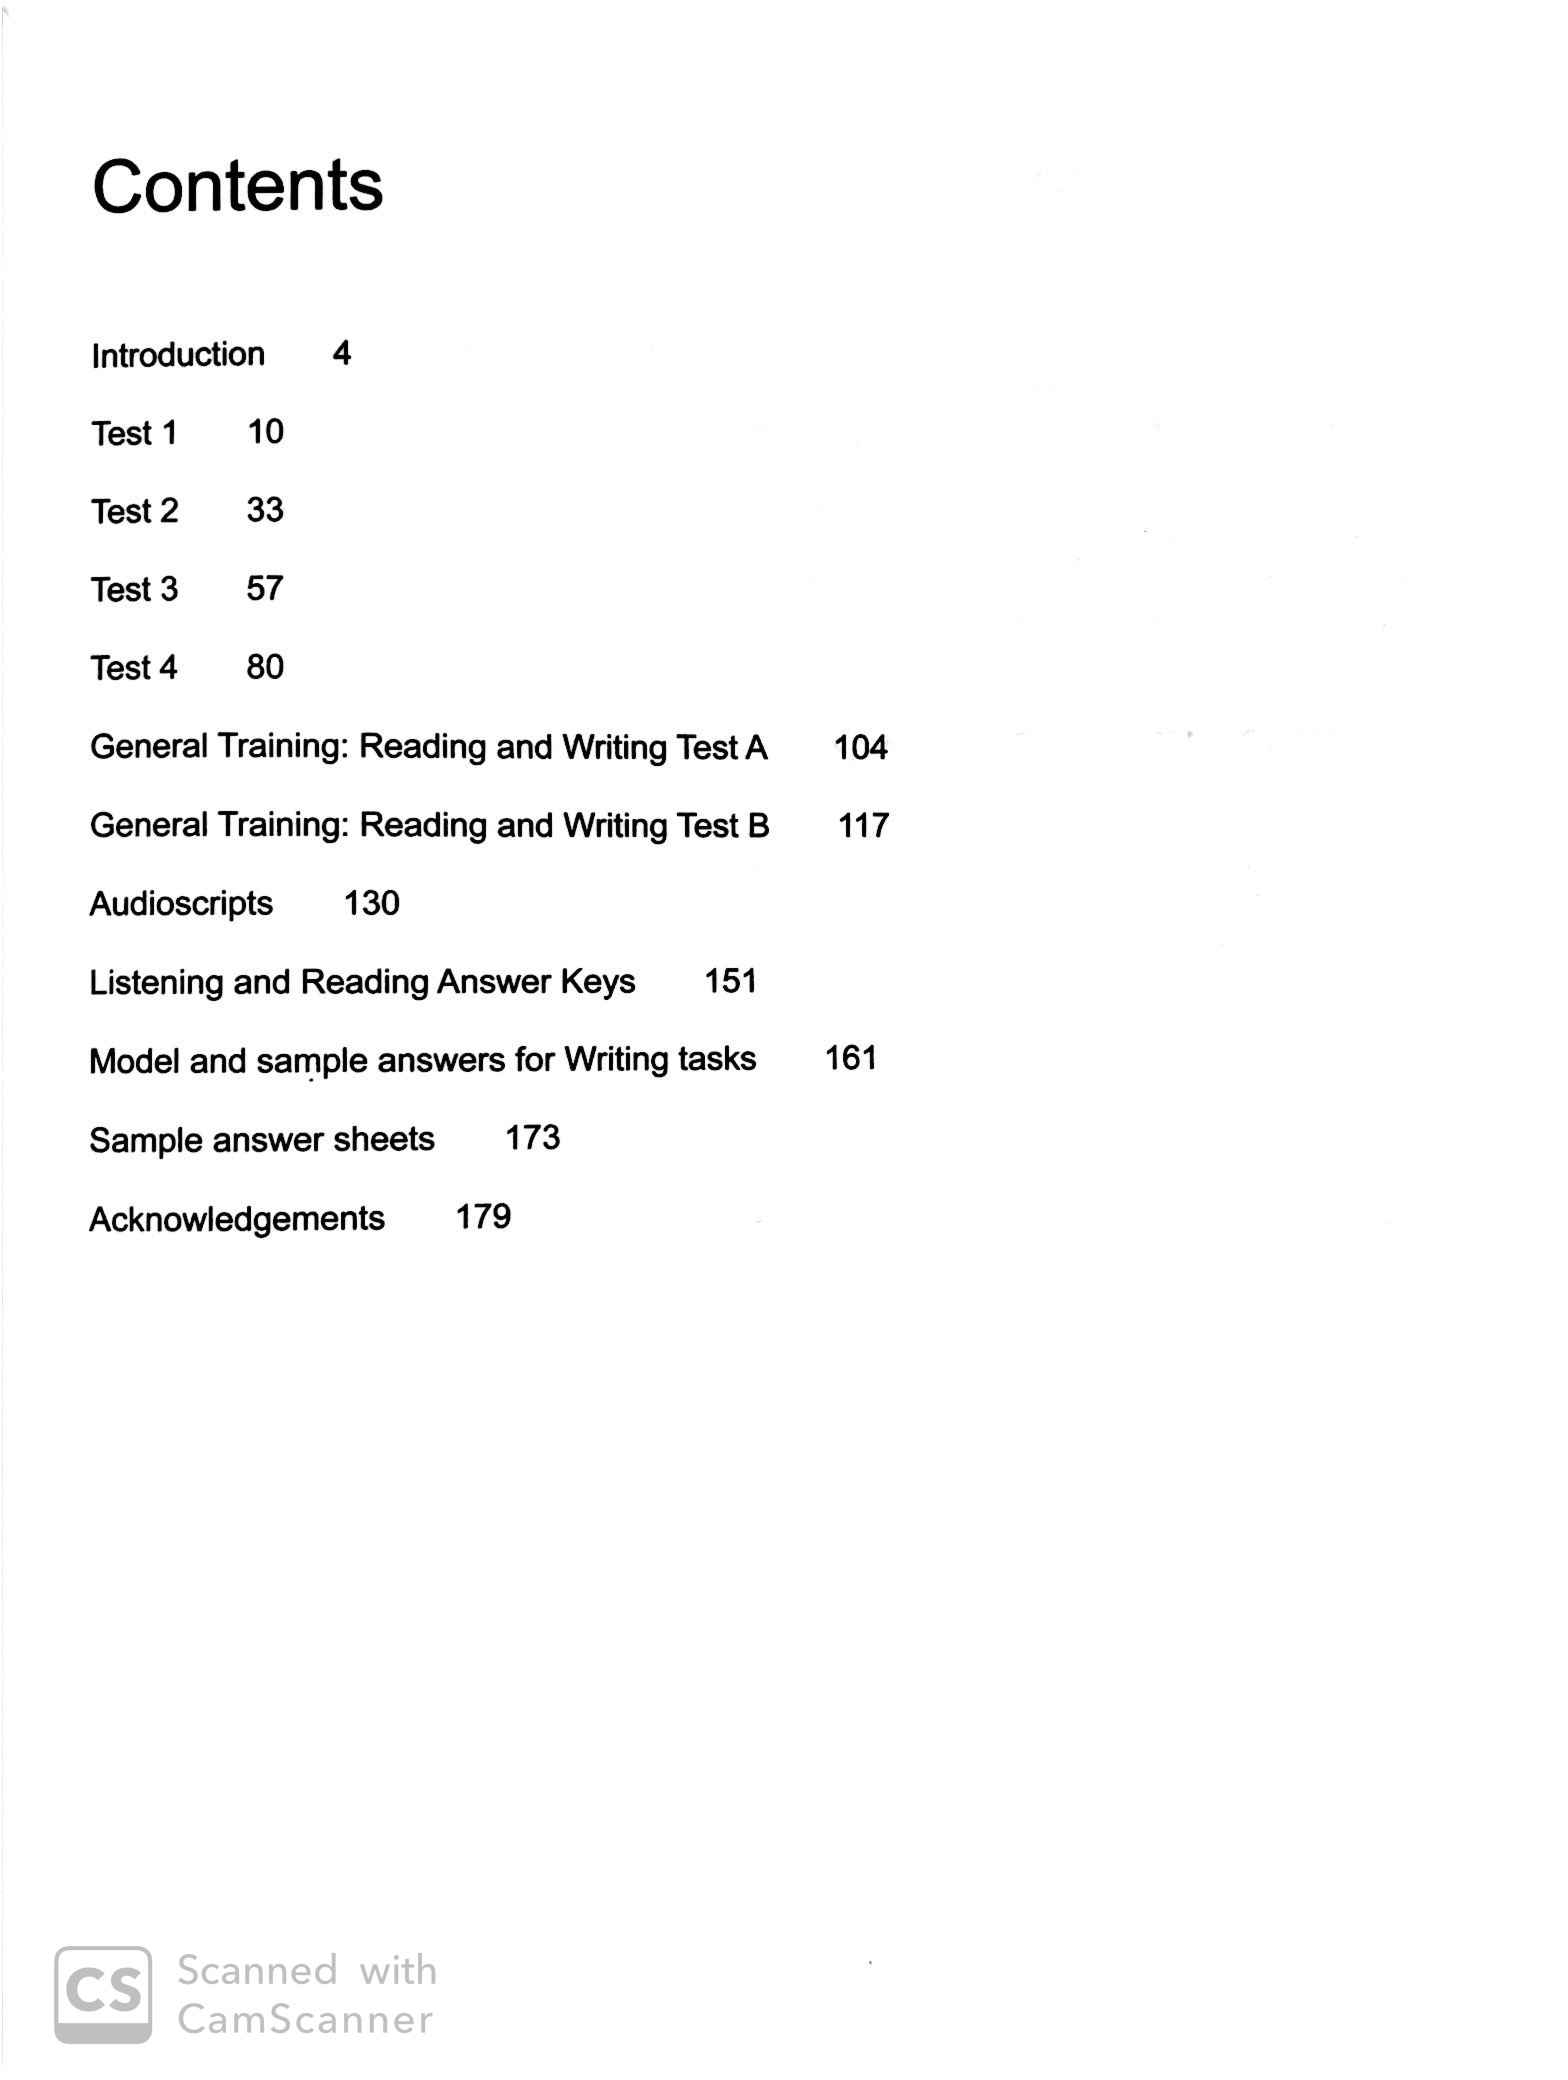 Contents
Introduction 4
Test 1 10
Test 2 33
Test 3 57
Test 4 80
General Training: Reading and Writing Test A 104
General Training: Reading and Writing Test B 117
Audioscripts 130
Listening and Reading Answer Keys 151
Model and sample answers for Writing tasks 161
Sample answer sheets 173
Acknowledgements 179
CS Scanned with
CamScanner